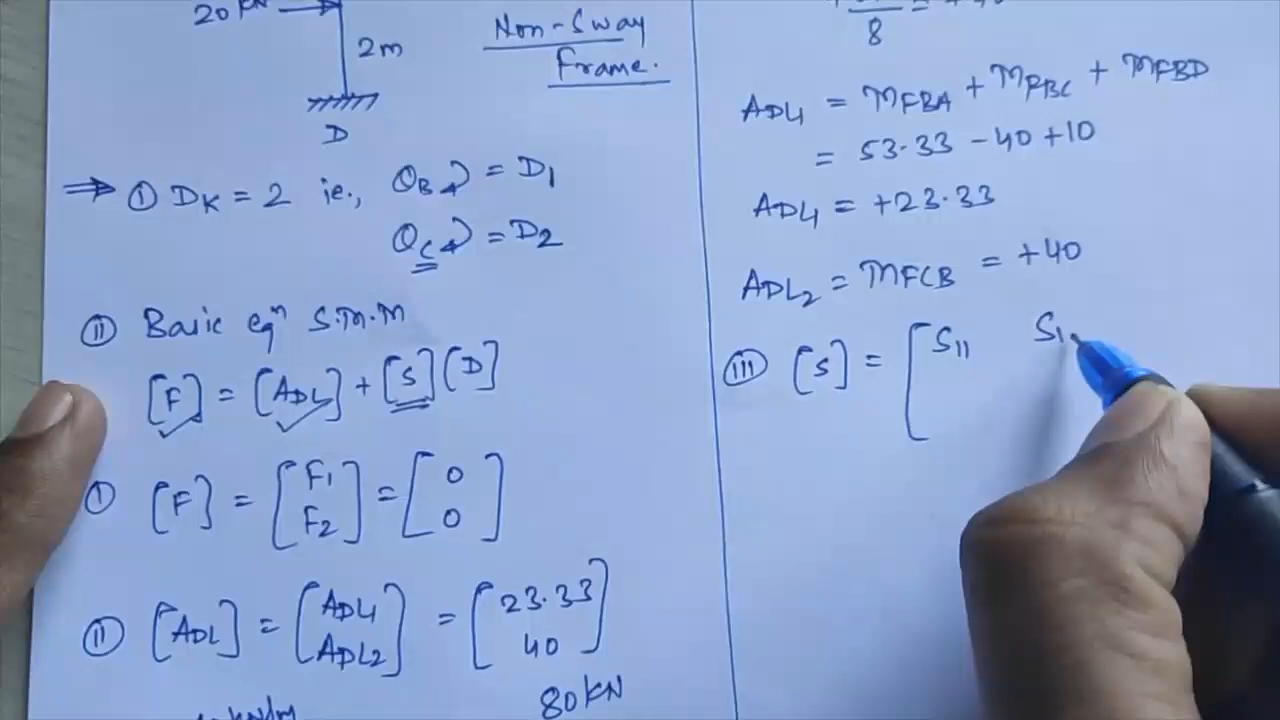 20 KN
2m
D
Non-Sway
Frame.
⇒ ① DK = 2 ie., θB = D1
θC = D2
② Basic eqn S.M.M
[F] = [ADL] + [S] [D]
① [F] = [F1 F2] = [0 0]
② [ADL] = [ADL1 ADL2] = [23.33 40]
80 KN
8
ADL1 = MFBA + MFBC + MFBD
= 53.33 - 40 + 10
ADL1 = +23.33
ADL2 = MFCB = +40
III [S] = [S11 S1